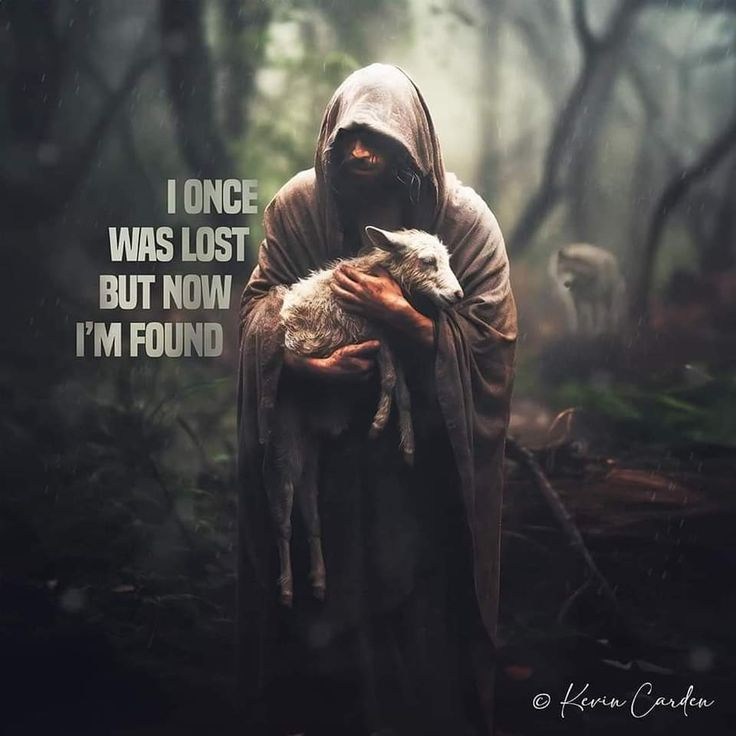 I ONCE
WAS LOST
BUT NOW
I'M FOUND
© Kevin Carden